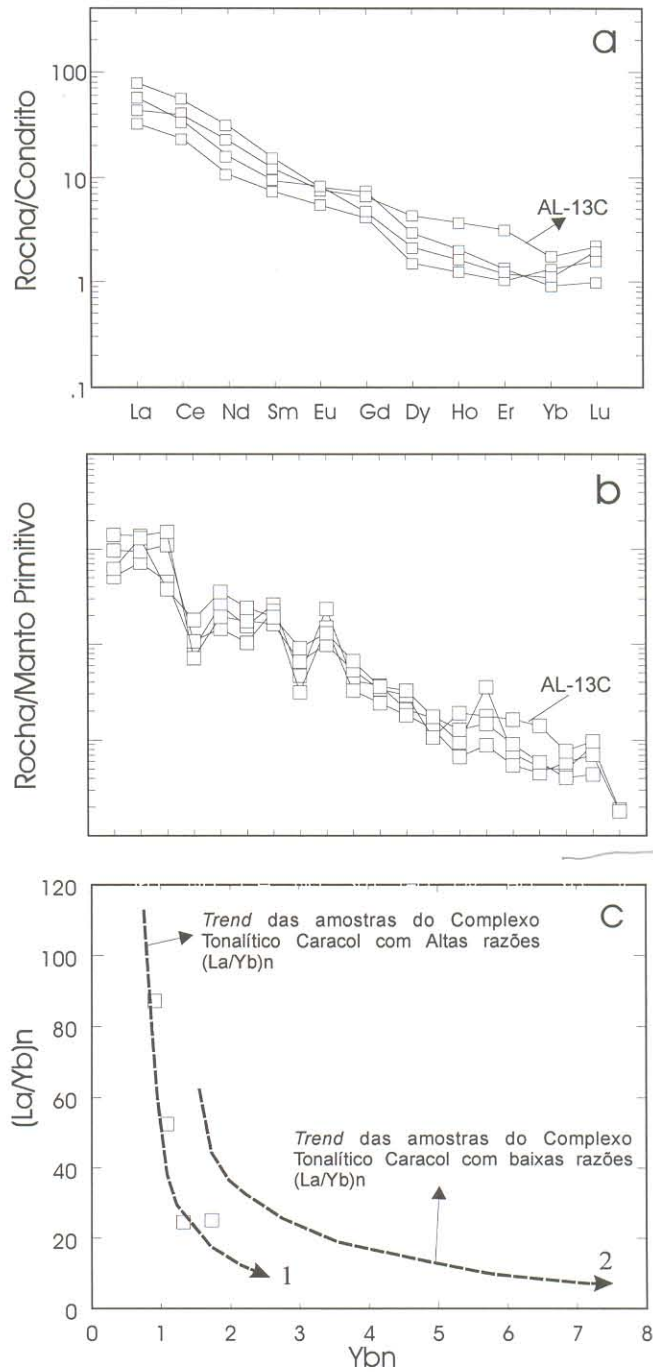 a
100
10
1
.1
Rocha/Condrito
AL-13C
La Ce Nd Sm Eu Gd Dy Ho Er Yb Lu
b
Rocha/Manto Primitivo
AL-13C
c
120
100
80
60
40
20
0
(La/Yb)n
Trend das amostras do Complexo
Tonalítico Caracol com Altas razões
(La/Yb)n
Trend das amostras do Complexo
Tonalítico Caracol com baixas razões
(La/Yb)n
1
2
0 1 2 3 4 5 6 7 8
Ybn